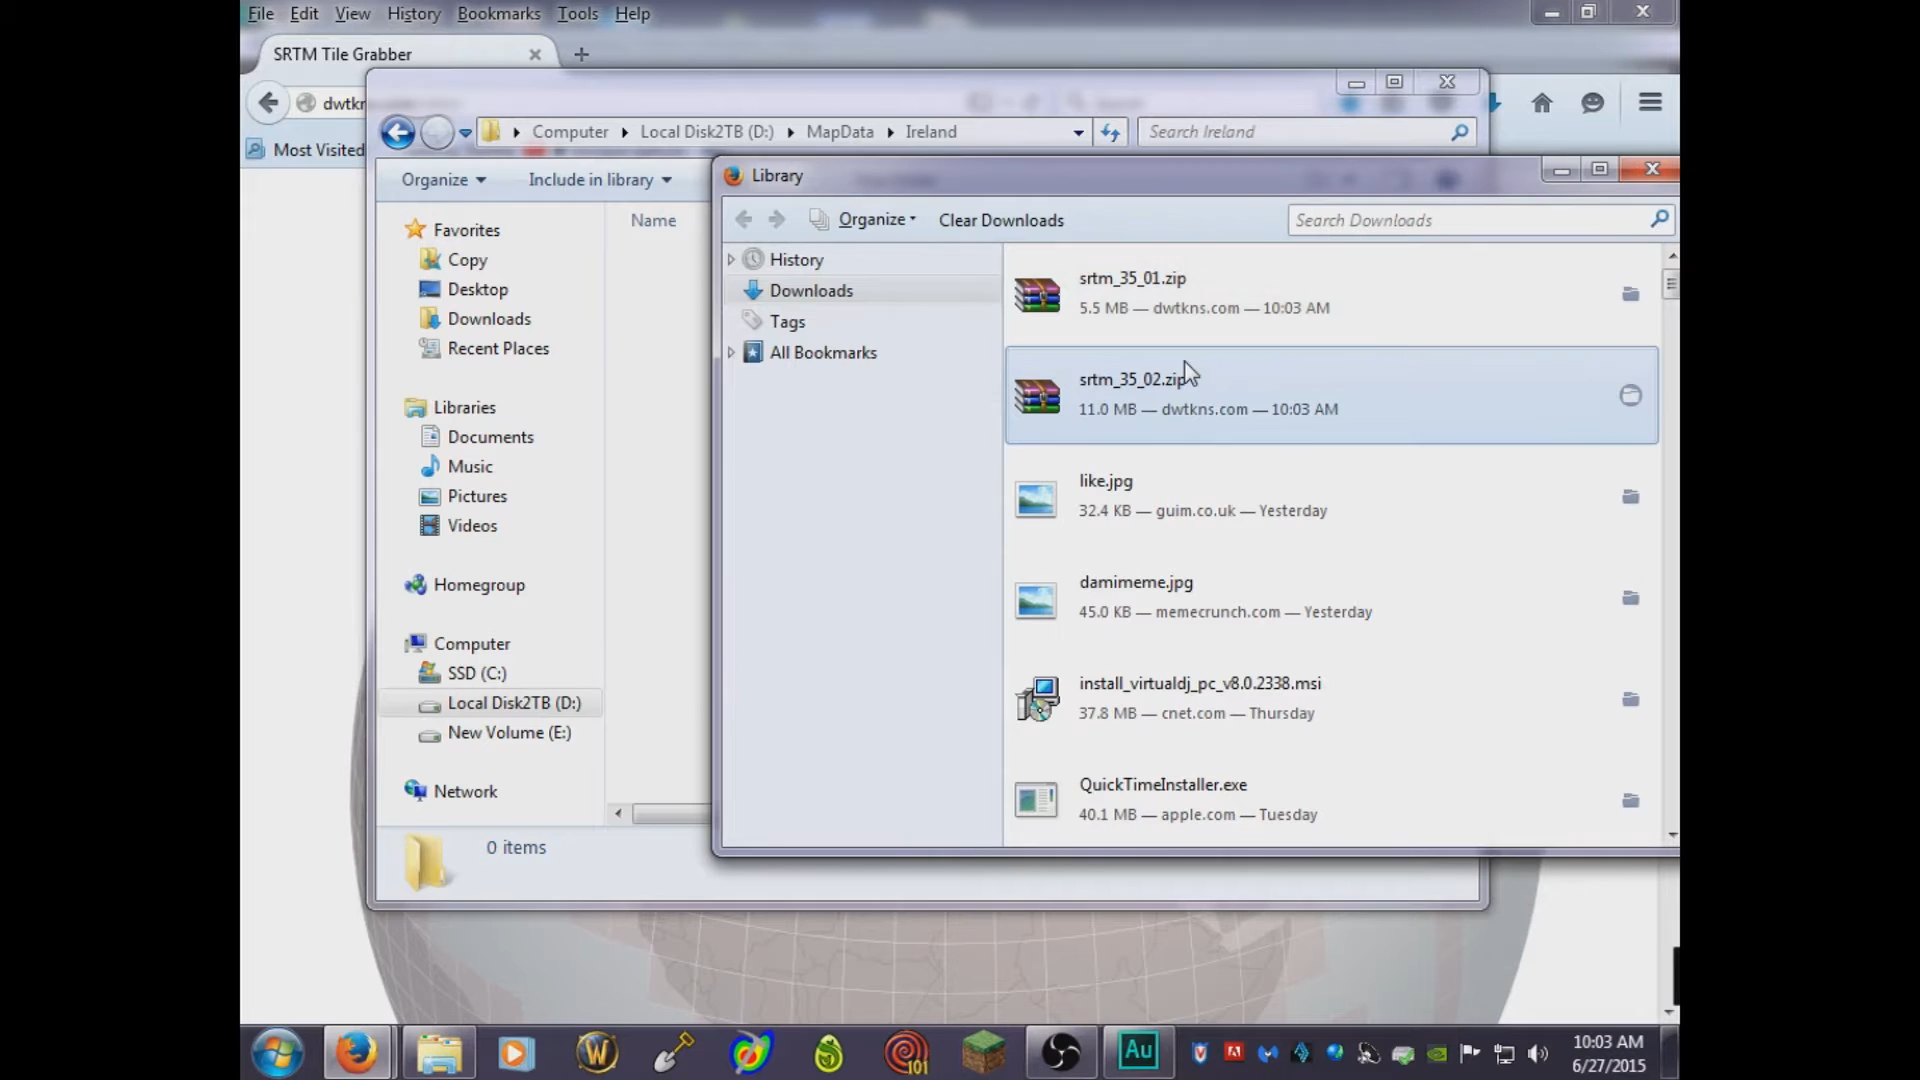 File Edit View History Bookmarks Tools Help
SRTM Tile Grabber
dwtkn
Most Visited
Computer Local Disk2TB (D:) MapData Ireland
Search Ireland
Organize Include in library
Name
Favorites
Copy
Desktop
Downloads
Recent Places
Libraries
Documents
Music
Pictures
Videos
Homegroup
Computer
SSD (C:)
Local Disk2TB (D:)
New Volume (E:)
Network
0 items
Library
Organize Clear Downloads
Search Downloads
History
Downloads
Tags
All Bookmarks
srtm_35_01.zip
5.5 MB — dwtkns.com — 10:03 AM
srtm_35_02.zip
11.0 MB — dwtkns.com — 10:03 AM
like.jpg
32.4 KB — guim.co.uk — Yesterday
damimeme.jpg
45.0 KB — memecrunch.com — Yesterday
install_virtualdj_pc_v8.0.2338.msi
37.8 MB — cnet.com — Thursday
QuickTimeInstaller.exe
40.1 MB — apple.com — Tuesday
W
101
Au
10:03 AM
6/27/2015